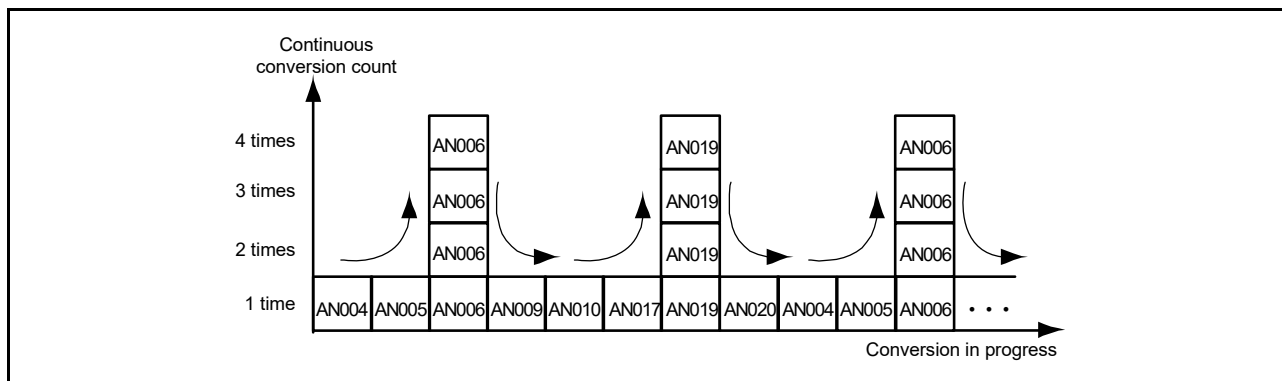 Continuous
conversion count
4 times
AN006 AN019 AN006
3 times
AN006 AN019 AN006
2 times
AN006 AN019 AN006
1 time
AN004 AN005 AN006 AN009 AN010 AN017 AN019 AN020 AN004 AN005 AN006 • • •
Conversion in progress